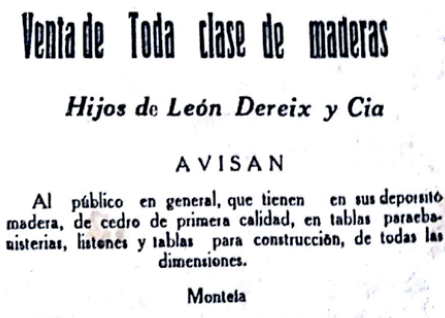 Venta de Toda clase de maderas
Hijos de León Dereix y Cia
AVISAN
Al público en general, que tienen en sus deporsitó
madera, de cedro de primera calidad, en tablas paraeba-
nisterias, listones y tablas para construcción, de todas las
dimensiones.
Montela